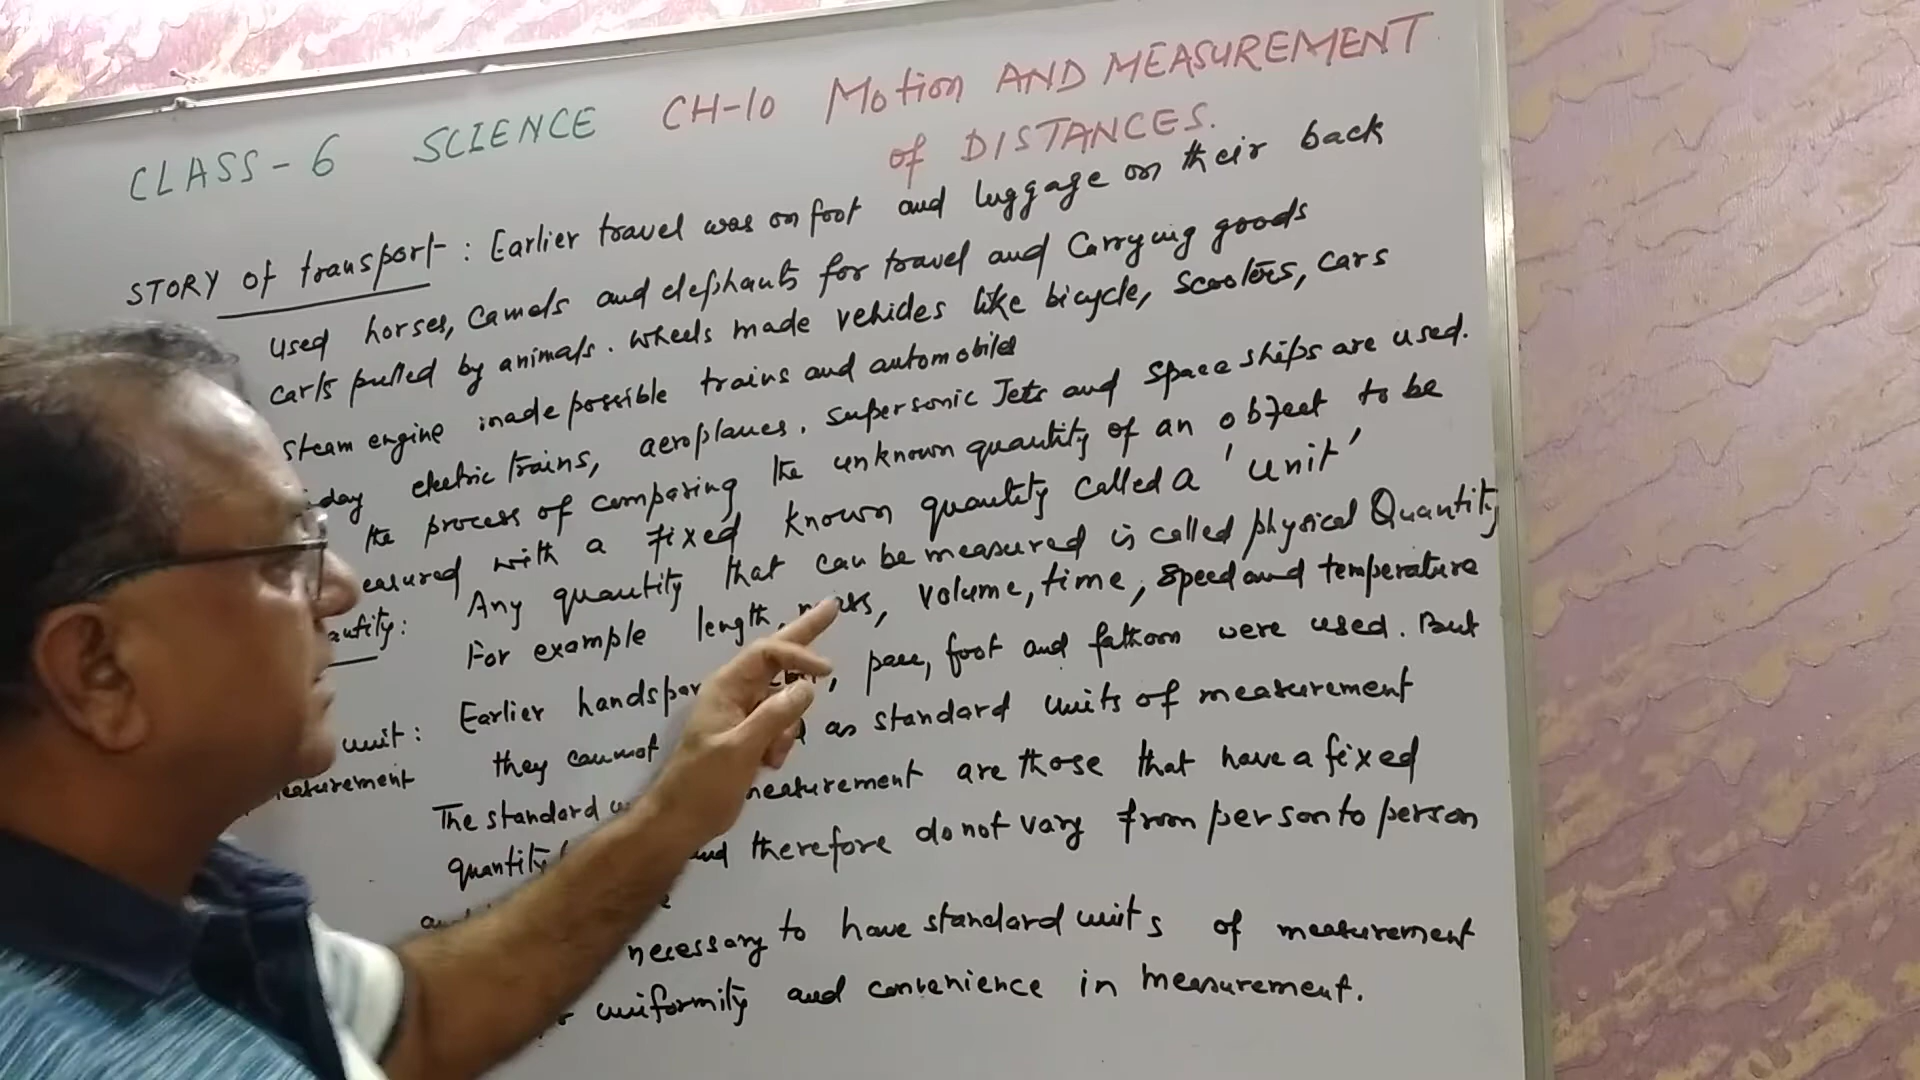 CLASS-6 SCIENCE CH-10 Motion AND MEASUREMENT
of DISTANCES.
STORY of transport : Earlier travel was on foot and luggage on their back
used horses, Camels and elephants for travel and Carrying goods
carts pulled by animals. wheels made vehicles like bicycle, scooters, cars
steam engine made possible trains and automobiles
day electric trains, aeroplanes. supersonic Jets and space ships are used.
the process of comparing the unknown quantity of an object to be
easured with a fixed known quantity called a 'unit'
antity: Any quantity that can be measured is called physical Quantity
For example length, mass, volume, time, speed and temperature
unit: Earlier handspan, pace, foot and fathom were used. But
easurement they cannot as standard units of measurement
The standard measurement are those that have a fixed
quantity and therefore do not vary from person to person
necessary to have standard units of measurement
uniformity and convenience in measurement.